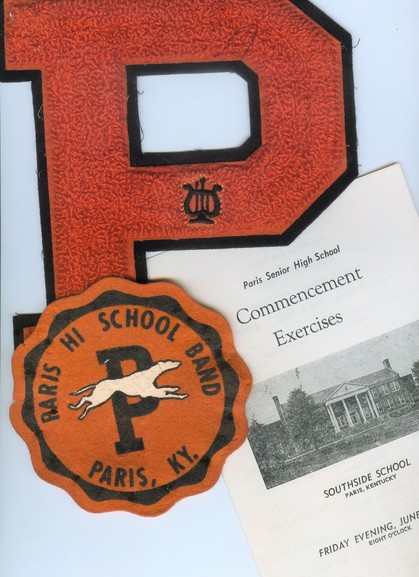 P
PARIS HI SCHOOL BAND
P
PARIS, KY.
Paris Senior High School
Commencement
Exercises
SOUTHSIDE SCHOOL
PARIS, KENTUCKY
FRIDAY EVENING, JUNE
EIGHT O'CLOCK